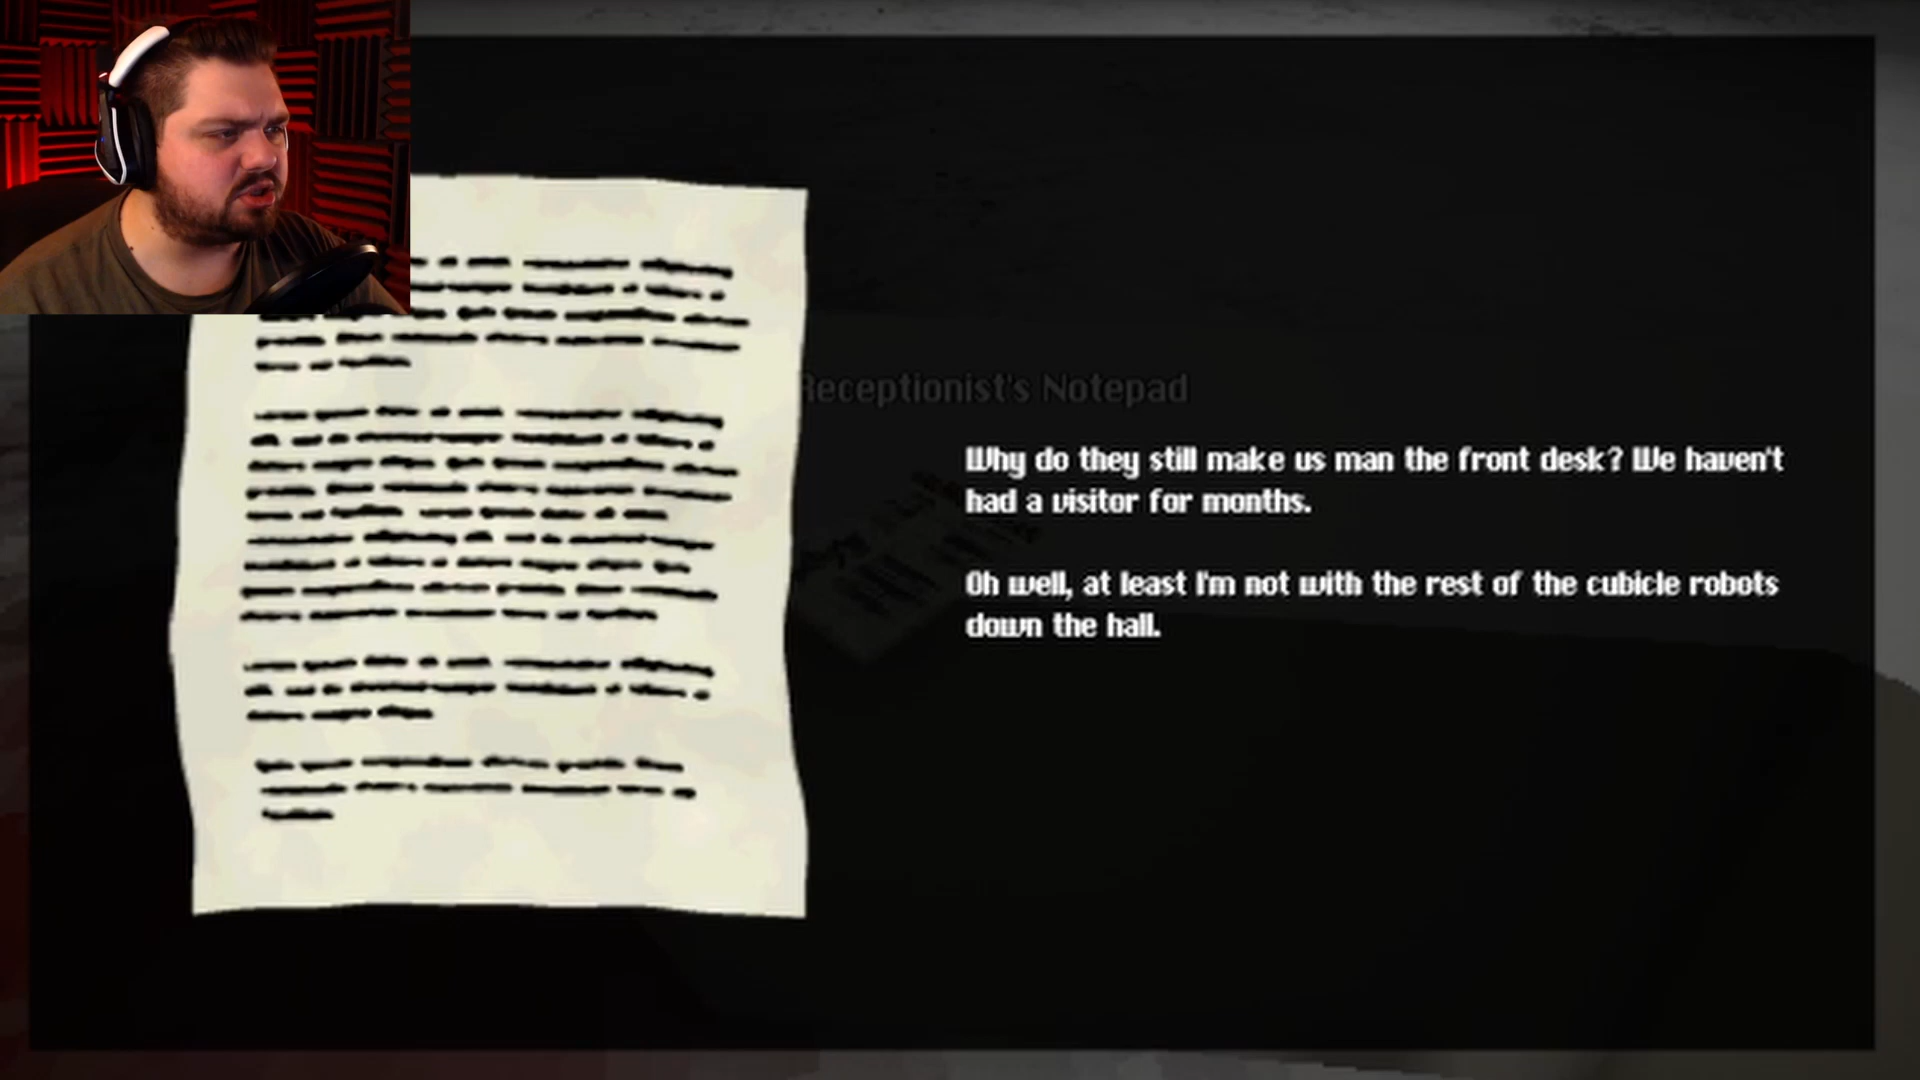 Receptionist's Notepad
Why do they still make us man the front desk? We haven't
had a visitor for months.
Oh well, at least I'm not with the rest of the cubicle robots
down the hall.